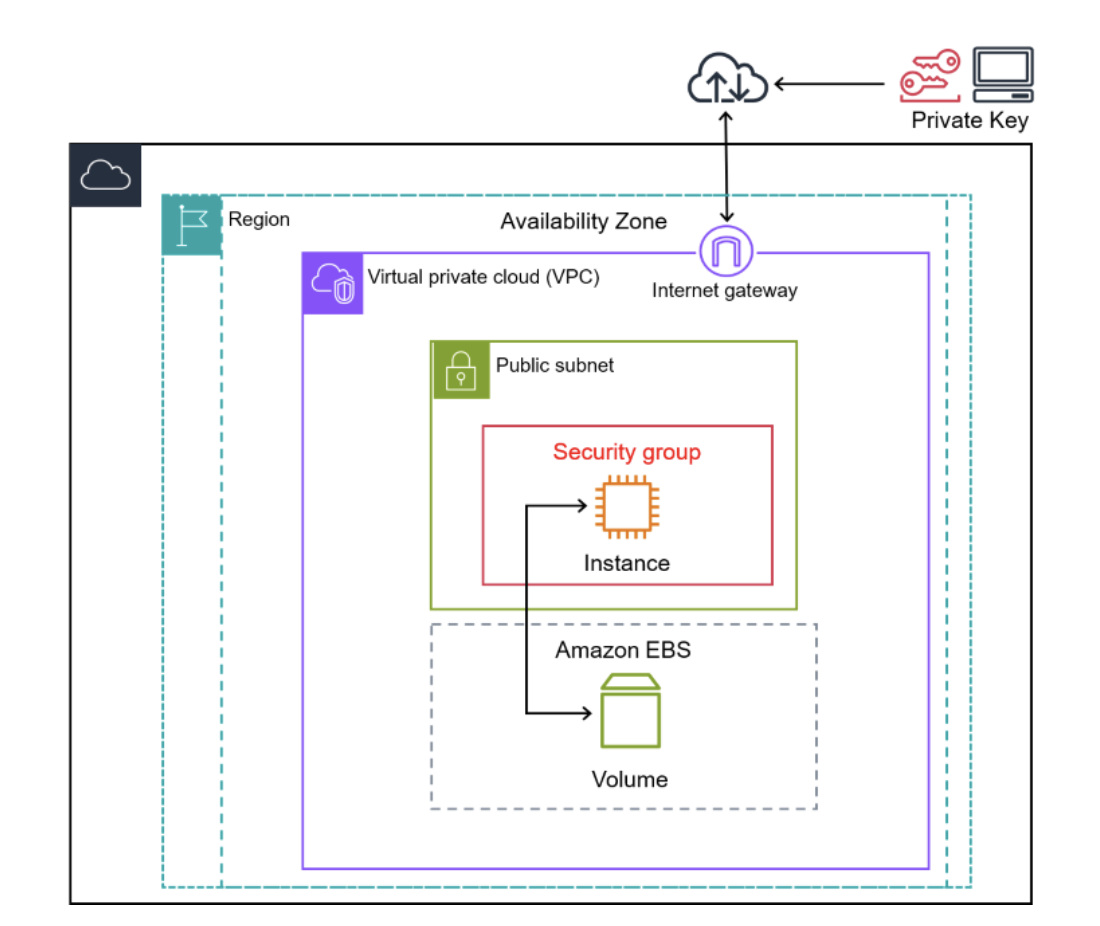 Private Key
Region
Availability Zone
Virtual private cloud (VPC)
Internet gateway
Public subnet
Security group
Instance
Amazon EBS
Volume